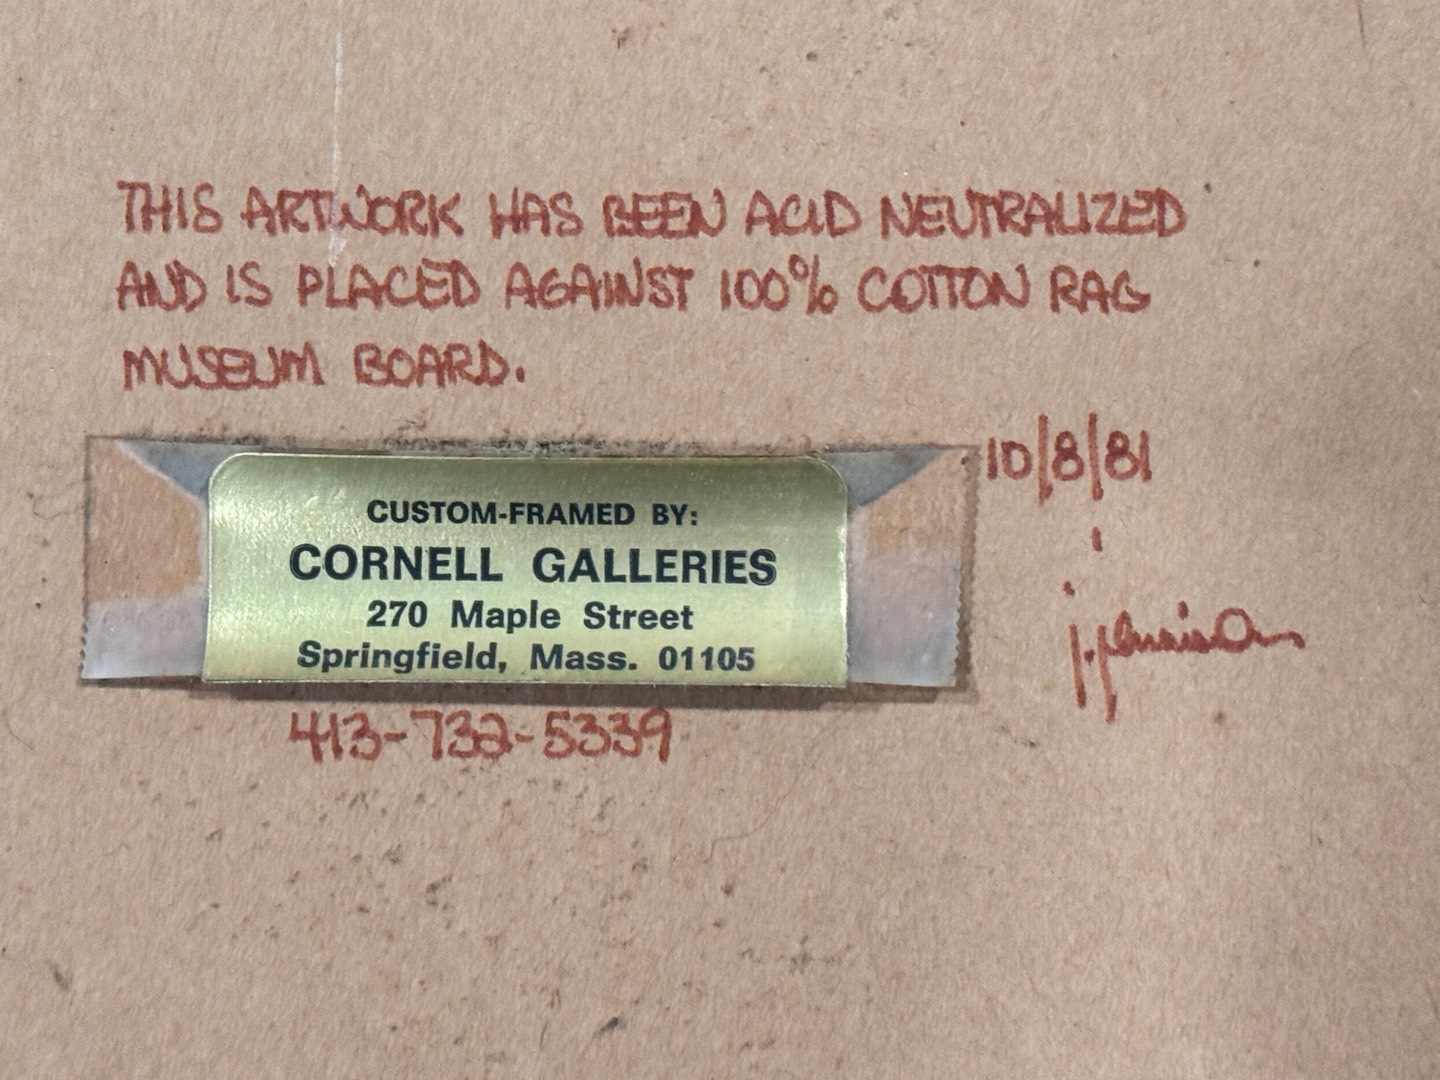 THIS ARTWORK HAS BEEN ACID NEUTRALIZED
AND IS PLACED AGAINST 100% COTTON RAG
MUSEUM BOARD.
10/8/81
CUSTOM-FRAMED BY:
CORNELL GALLERIES
270 Maple Street
Springfield, Mass. 01105
413-732-5339